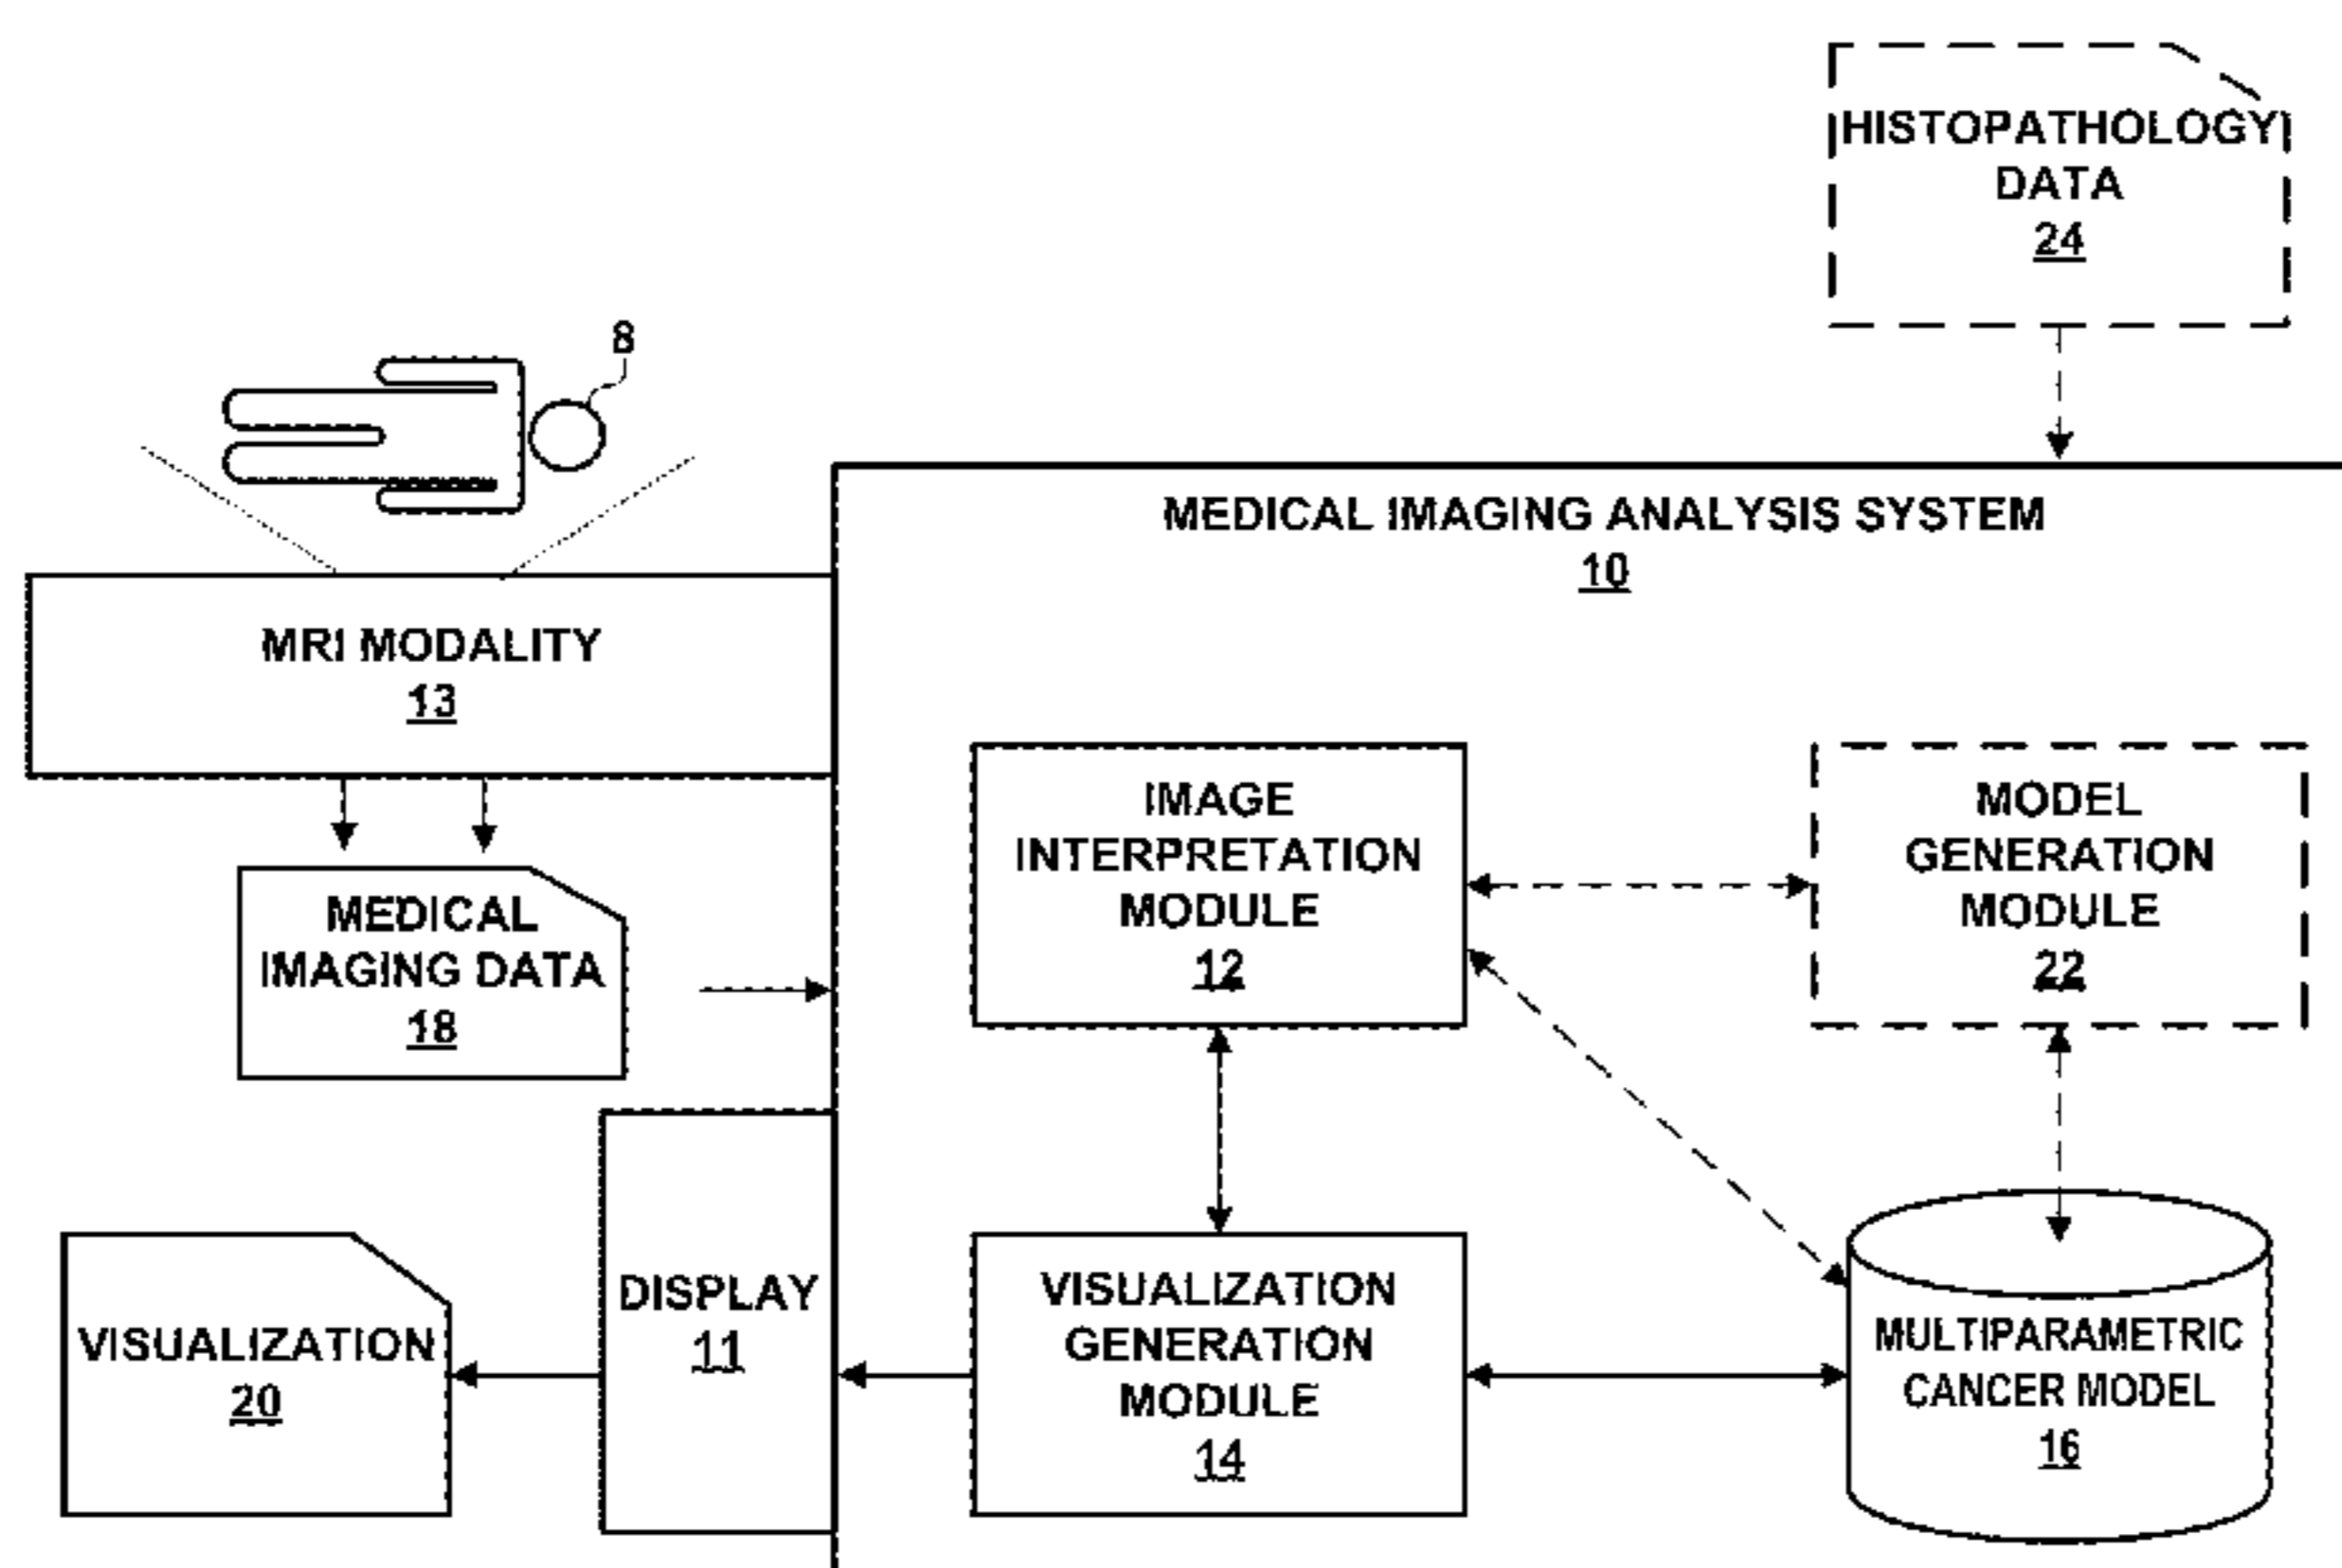 HISTOPATHOLOGY
DATA
24
8
MEDICAL IMAGING ANALYSIS SYSTEM
10
MRI MODALITY
13
IMAGE
INTERPRETATION
MODULE
12
MODEL
GENERATION
MODULE
22
MEDICAL
IMAGING DATA
18
DISPLAY
11
VISUALIZATION
20
VISUALIZATION
GENERATION
MODULE
14
MULTIPARAMETRIC
CANCER MODEL
16